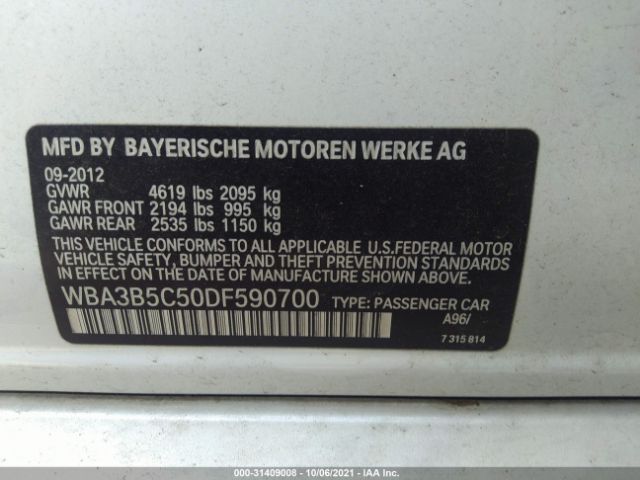 MFD BY BAYERISCHE MOTOREN WERKE AG
09-2012
GVWR 4619 lbs 2095 kg
GAWR FRONT 2194 lbs 995 kg
GAWR REAR 2535 lbs 1150 kg
THIS VEHICLE CONFORMS TO ALL APPLICABLE U.S.FEDERAL MOTOR
VEHICLE SAFETY, BUMPER AND THEFT PREVENTION STANDARDS IN
EFFECT ON THE DATE OF MANUFACTURE SHOWN ABOVE.
WBA3B5C50DF590700 TYPE: PASSENGER CAR
A96/
7 315 814
000-31409008 - 10/06/2021 - IAA Inc.